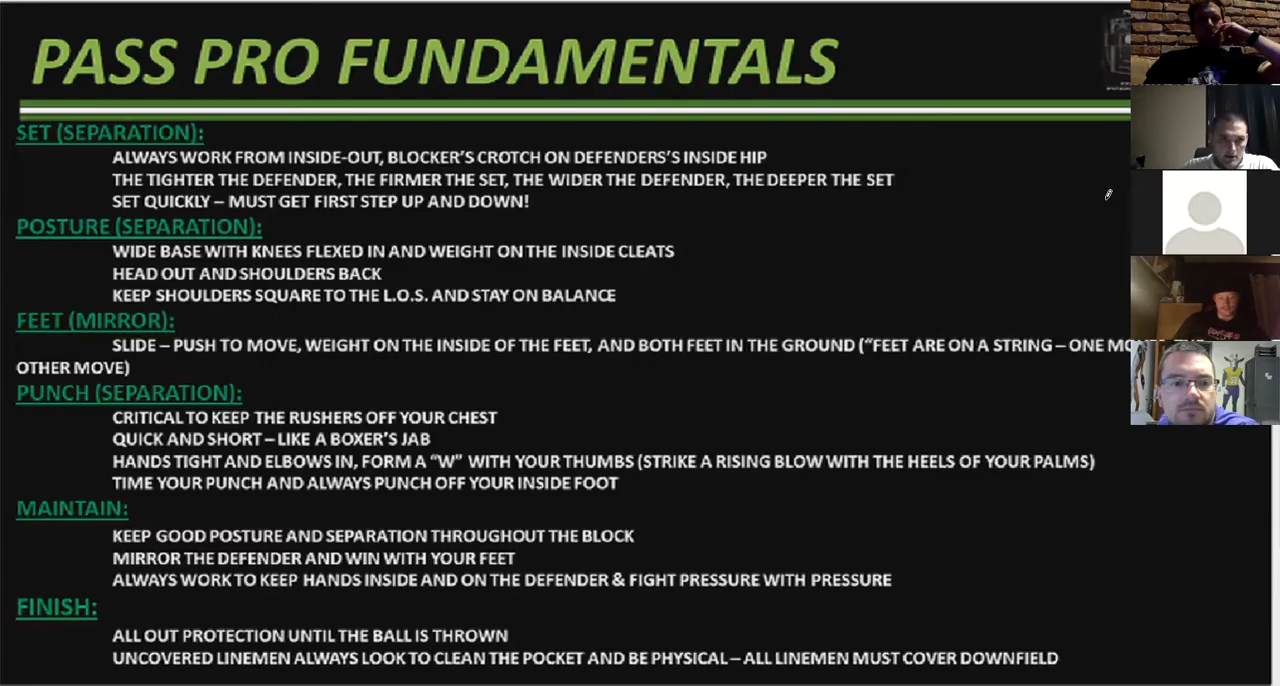 PASS PRO FUNDAMENTALS
SET (SEPARATION):
ALWAYS WORK FROM INSIDE-OUT, BLOCKER'S CROTCH ON DEFENDERS'S INSIDE HIP
THE TIGHTER THE DEFENDER, THE FIRMER THE SET, THE WIDER THE DEFENDER, THE DEEPER THE SET
SET QUICKLY – MUST GET FIRST STEP UP AND DOWN!
POSTURE (SEPARATION):
WIDE BASE WITH KNEES FLEXED IN AND WEIGHT ON THE INSIDE CLEATS
HEAD OUT AND SHOULDERS BACK
KEEP SHOULDERS SQUARE TO THE L.O.S. AND STAY ON BALANCE
FEET (MIRROR):
SLIDE – PUSH TO MOVE, WEIGHT ON THE INSIDE OF THE FEET, AND BOTH FEET IN THE GROUND ("FEET ARE ON A STRING – ONE
OTHER MOVE)
PUNCH (SEPARATION):
CRITICAL TO KEEP THE RUSHERS OFF YOUR CHEST
QUICK AND SHORT – LIKE A BOXER'S JAB
HANDS TIGHT AND ELBOWS IN, FORM A "W" WITH YOUR THUMBS (STRIKE A RISING BLOW WITH THE HEELS OF YOUR PALMS)
TIME YOUR PUNCH AND ALWAYS PUNCH OFF YOUR INSIDE FOOT
MAINTAIN:
KEEP GOOD POSTURE AND SEPARATION THROUGHOUT THE BLOCK
MIRROR THE DEFENDER AND WIN WITH YOUR FEET
ALWAYS WORK TO KEEP HANDS INSIDE AND ON THE DEFENDER & FIGHT PRESSURE WITH PRESSURE
FINISH:
ALL OUT PROTECTION UNTIL THE BALL IS THROWN
UNCOVERED LINEMEN ALWAYS LOOK TO CLEAN THE POCKET AND BE PHYSICAL – ALL LINEMEN MUST COVER DOWNFIELD